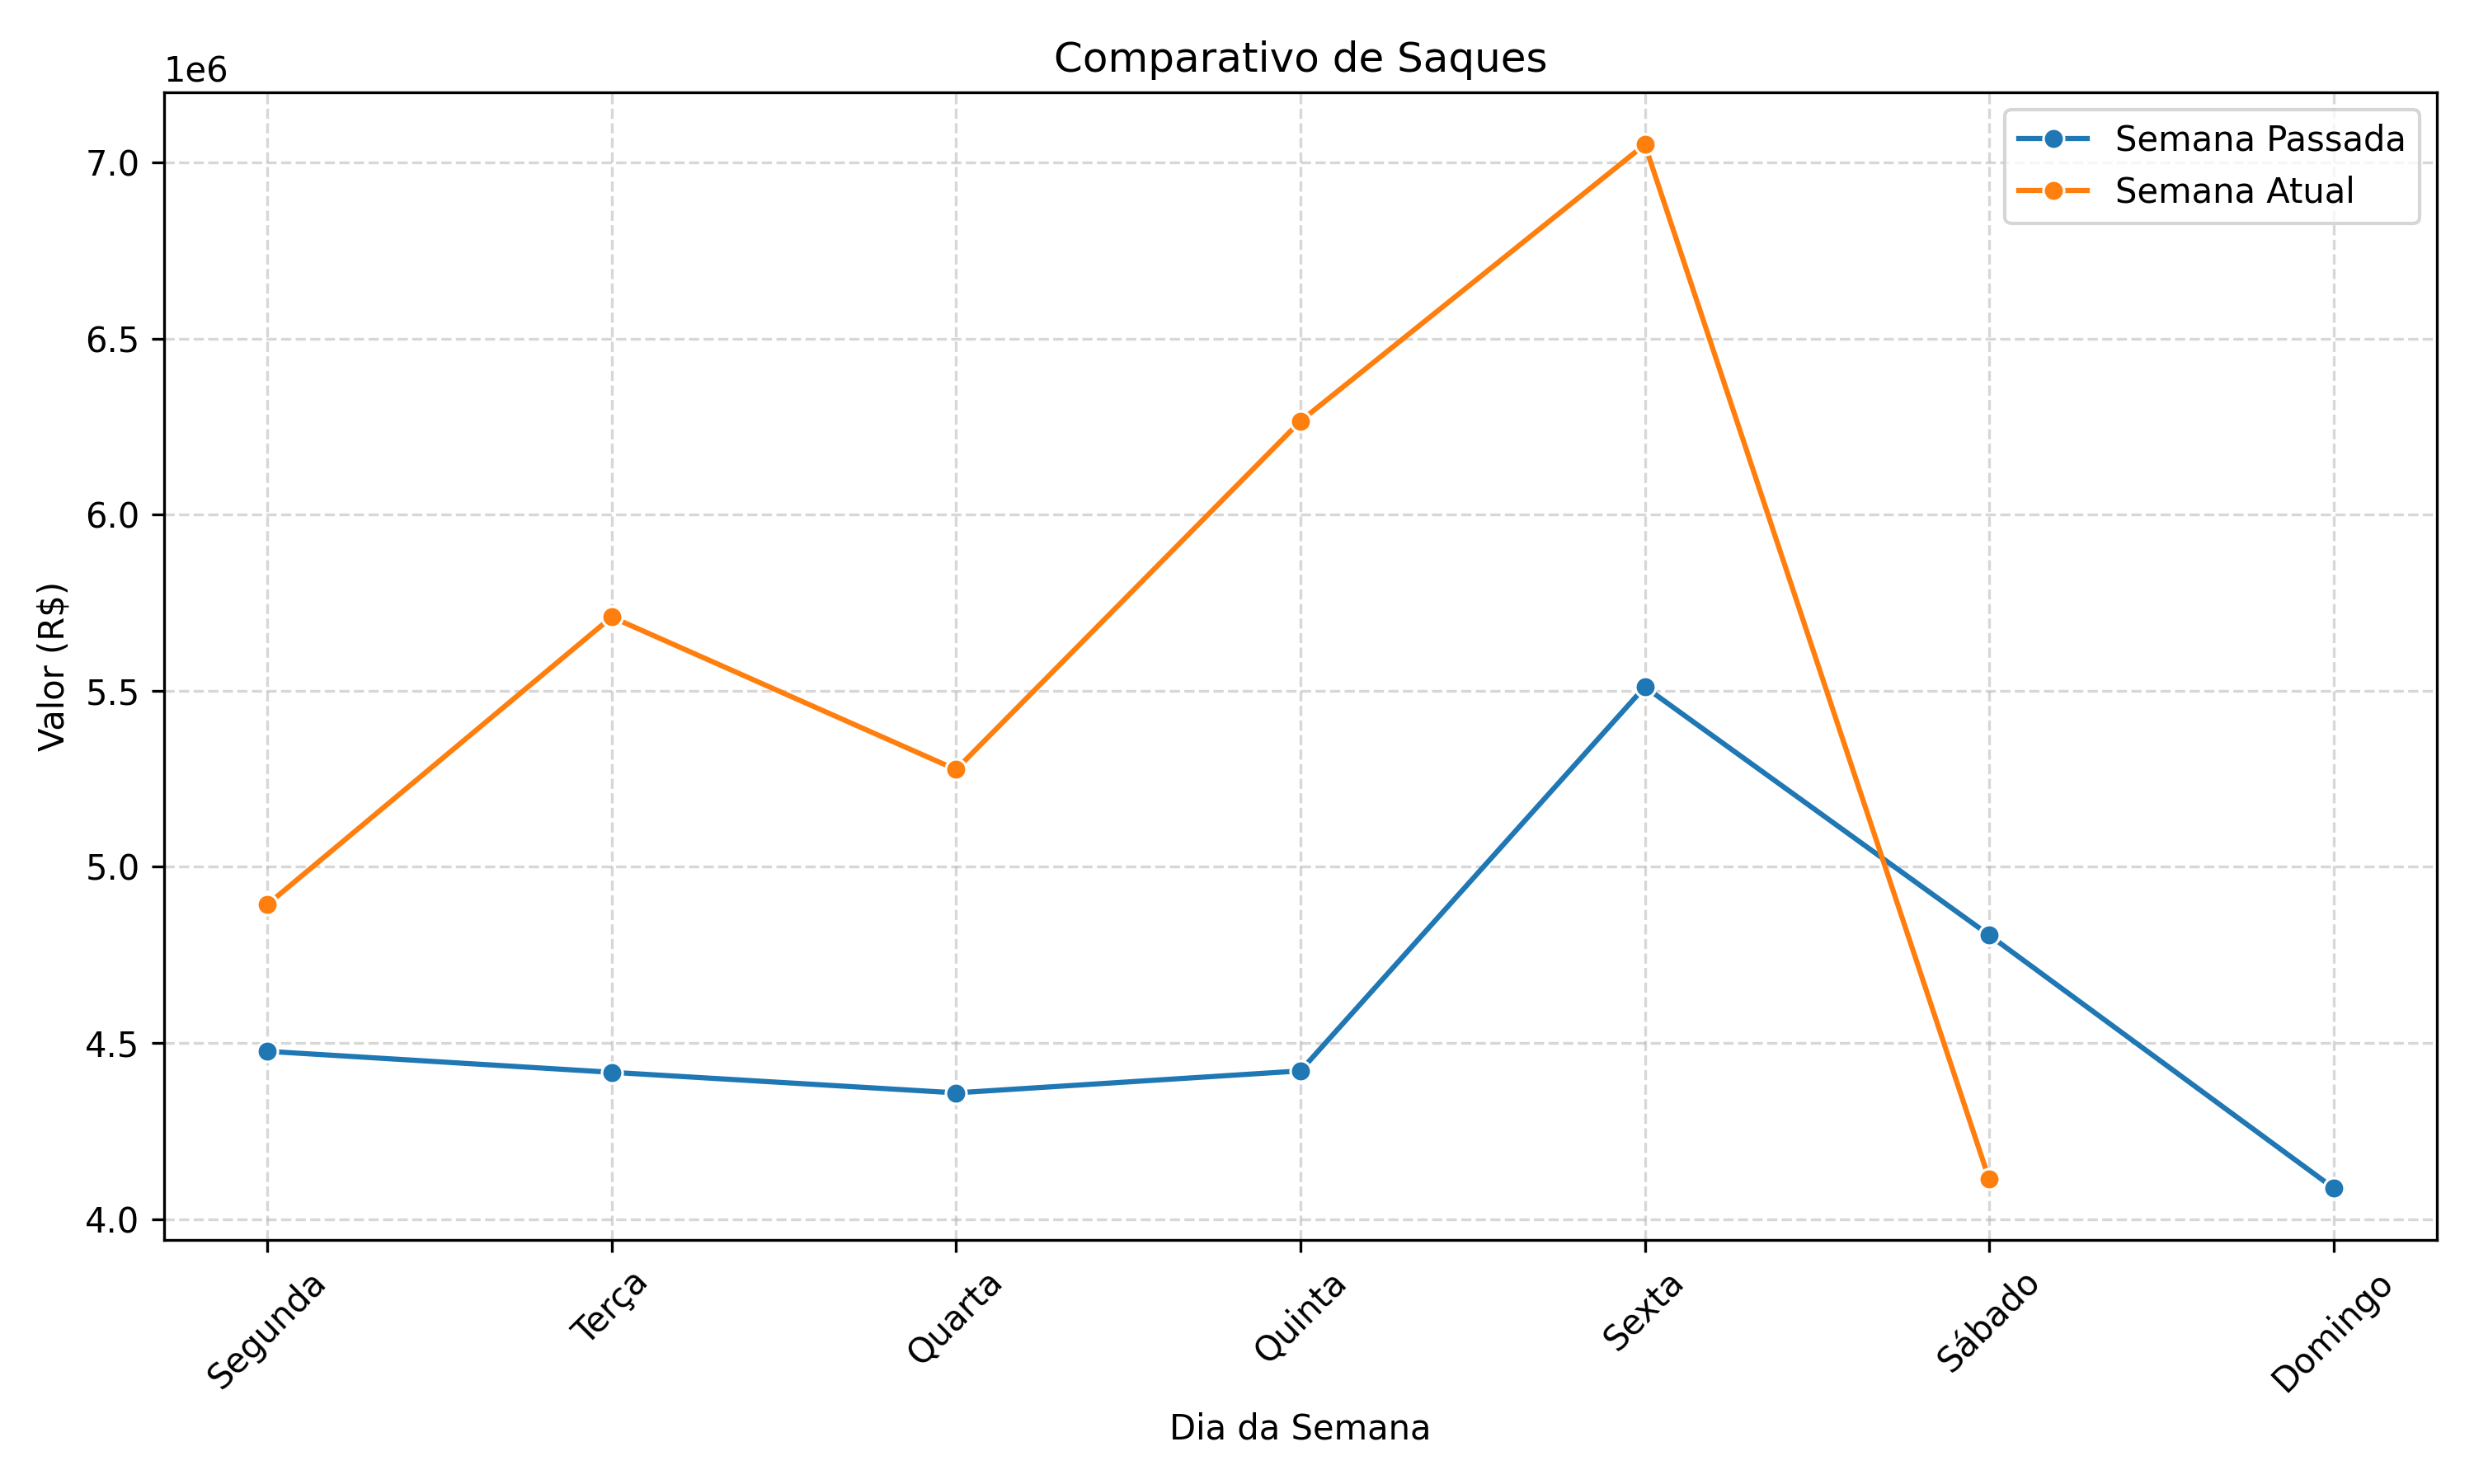 Comparativo de Saques
1e6
Semana Passada
Semana Atual
7.0
6.5
6.0
5.5
5.0
4.5
4.0
Valor (R$)
Segunda
Terça
Quarta
Quinta
Sexta
Sábado
Domingo
Dia da Semana